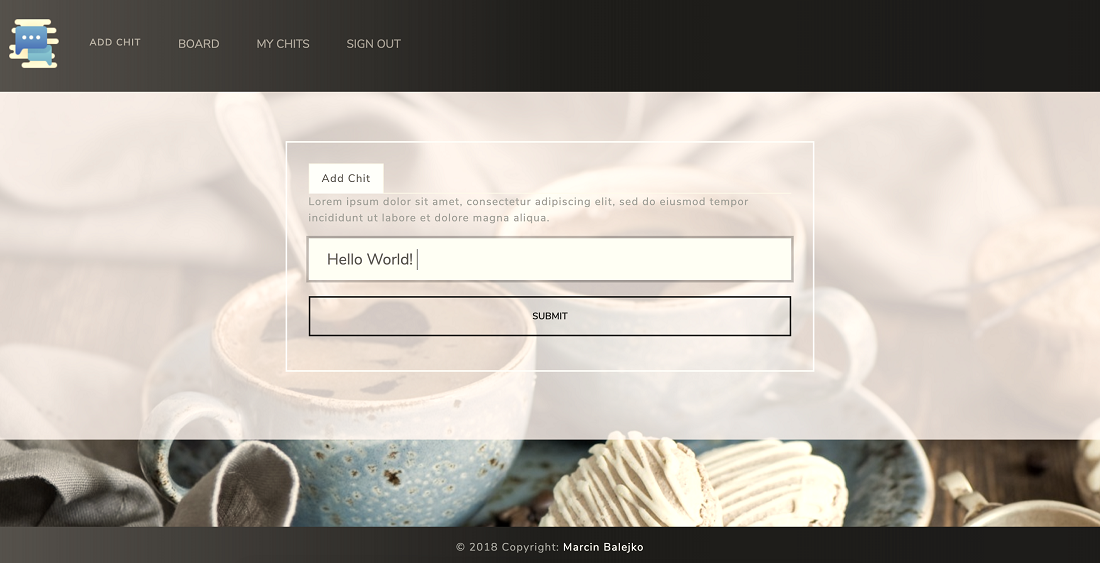 ADD CHIT BOARD MY CHITS SIGN OUT
Add Chit
Lorem ipsum dolor sit amet, consectetur adipiscing elit, sed do eiusmod tempor
incididunt ut labore et dolore magna aliqua.
Hello World!
SUBMIT
© 2018 Copyright: Marcin Balejko